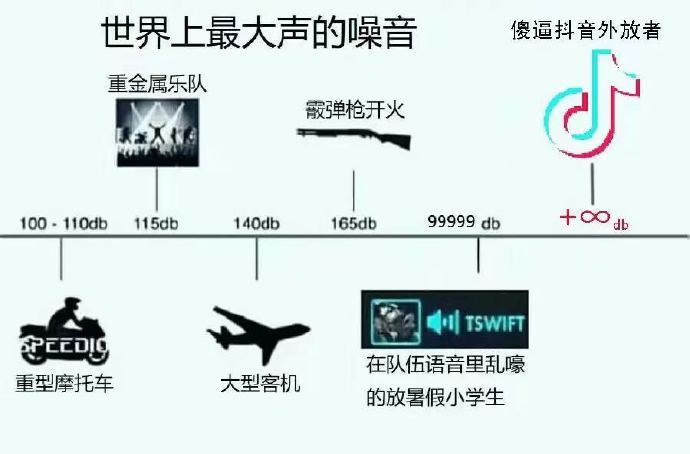 世界上最大声的噪音
傻逼抖音外放者
重金属乐队
霰弹枪开火
100 - 110db
115db
140db
165db
99999 db
+∞db
SPEEDIO
TSWIFT
重型摩托车
大型客机
在队伍语音里乱嚎
的放暑假小学生